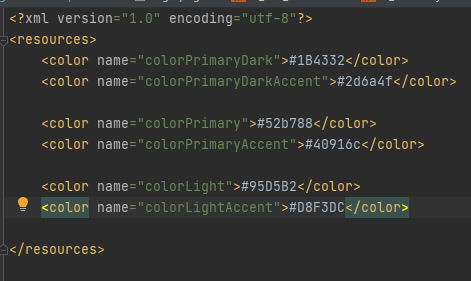 <?xml version="1.0" encoding="utf-8"?>
<resources>
<color name="colorPrimaryDark">#1B4332</color>
<color name="colorPrimaryDarkAccent">#2d6a4f</color>
<color name="colorPrimary">#52b788</color>
<color name="colorPrimaryAccent">#40916c</color>
<color name="colorLight">#95D5B2</color>
<color name="colorLightAccent">#D8F3DC</color>
</resources>